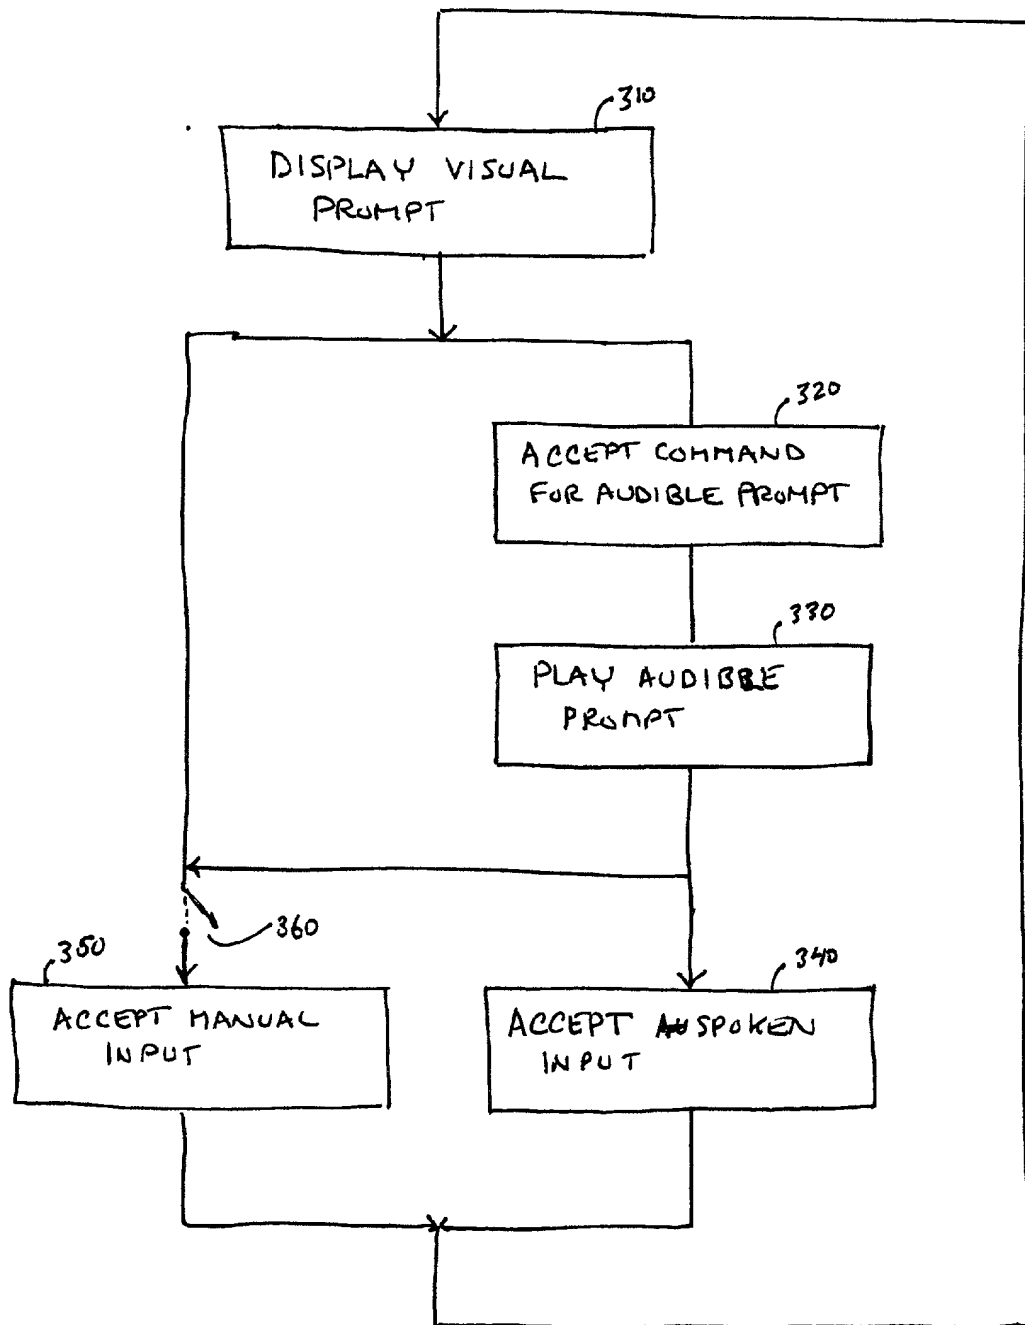 310
DISPLAY VISUAL
PROMPT
320
ACCEPT COMMAND
FOR AUDIBLE PROMPT
330
PLAY AUDIBLE
PROMPT
360
350
340
ACCEPT MANUAL
INPUT
ACCEPT SPOKEN
INPUT